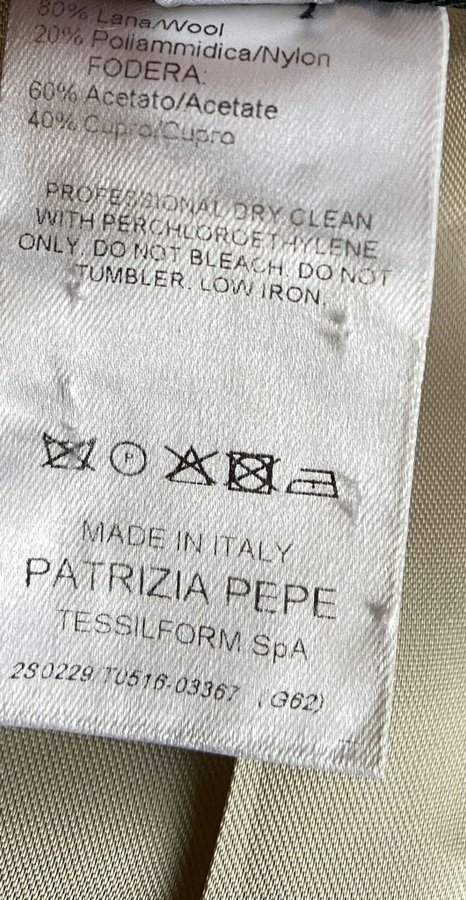 80% Lana/Wool
20% Poliammidica/Nylon
FODERA:
60% Acetato/Acetate
40% Cupro/Cupro
PROFESSIONAL DRY CLEAN
WITH PERCHLOROETHYLENE
ONLY. DO NOT BLEACH. DO NOT
TUMBLER. LOW IRON.
P
MADE IN ITALY
PATRIZIA PEPE
TESSILFORM SpA
2S0229 T0516-03367 (G62)